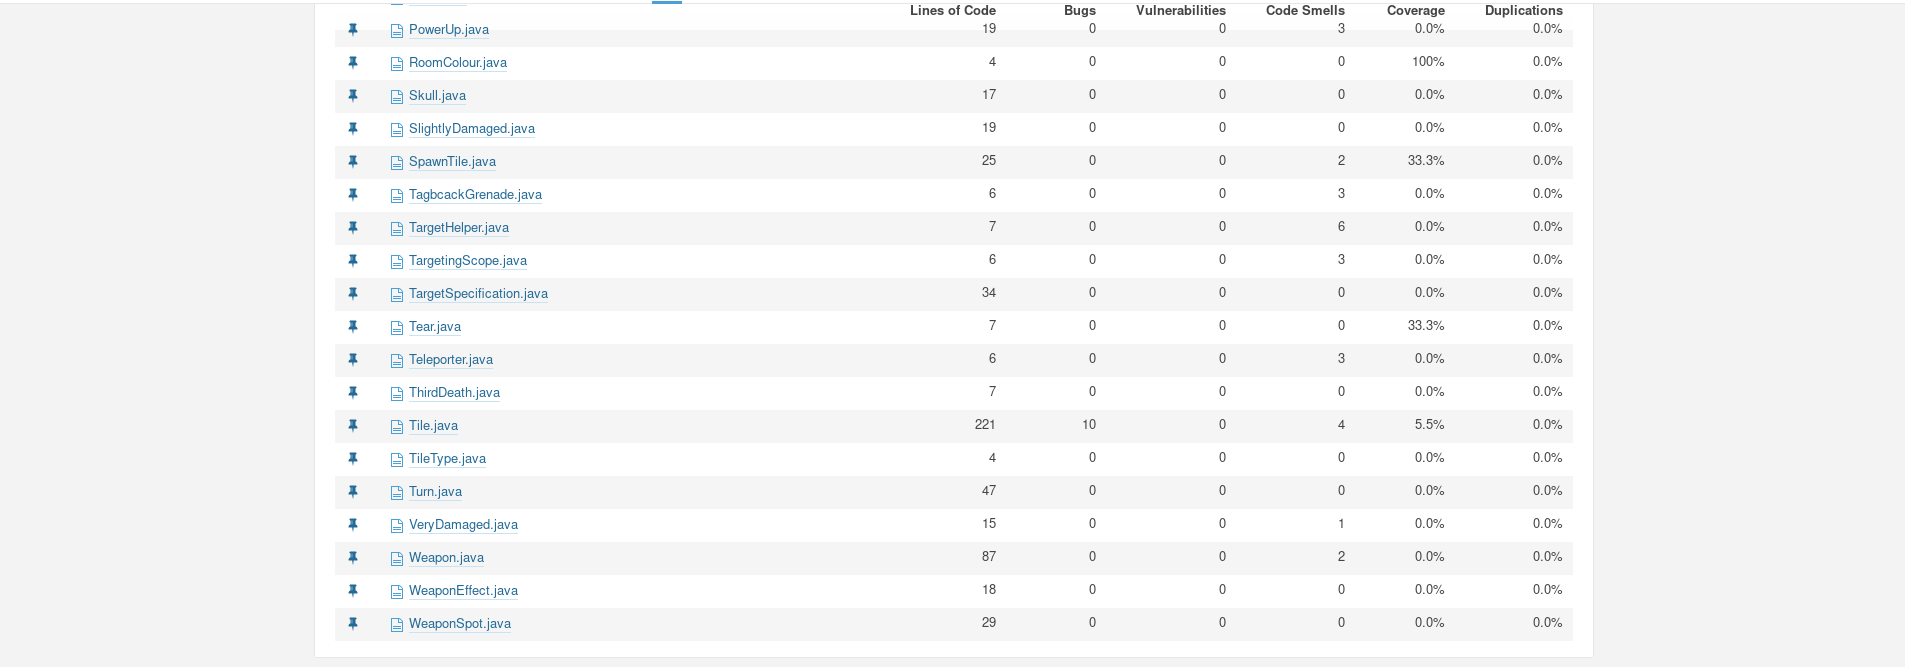 Lines of Code Bugs Vulnerabilities Code Smells Coverage Duplications
PowerUp.java 19 0 0 3 0.0% 0.0%
RoomColour.java 4 0 0 0 100% 0.0%
Skull.java 17 0 0 0 0.0% 0.0%
SlightlyDamaged.java 19 0 0 0 0.0% 0.0%
SpawnTile.java 25 0 0 2 33.3% 0.0%
TagbcackGrenade.java 6 0 0 3 0.0% 0.0%
TargetHelper.java 7 0 0 6 0.0% 0.0%
TargetingScope.java 6 0 0 3 0.0% 0.0%
TargetSpecification.java 34 0 0 0 0.0% 0.0%
Tear.java 7 0 0 0 33.3% 0.0%
Teleporter.java 6 0 0 3 0.0% 0.0%
ThirdDeath.java 7 0 0 0 0.0% 0.0%
Tile.java 221 10 0 4 5.5% 0.0%
TileType.java 4 0 0 0 0.0% 0.0%
Turn.java 47 0 0 0 0.0% 0.0%
VeryDamaged.java 15 0 0 1 0.0% 0.0%
Weapon.java 87 0 0 2 0.0% 0.0%
WeaponEffect.java 18 0 0 0 0.0% 0.0%
WeaponSpot.java 29 0 0 0 0.0% 0.0%